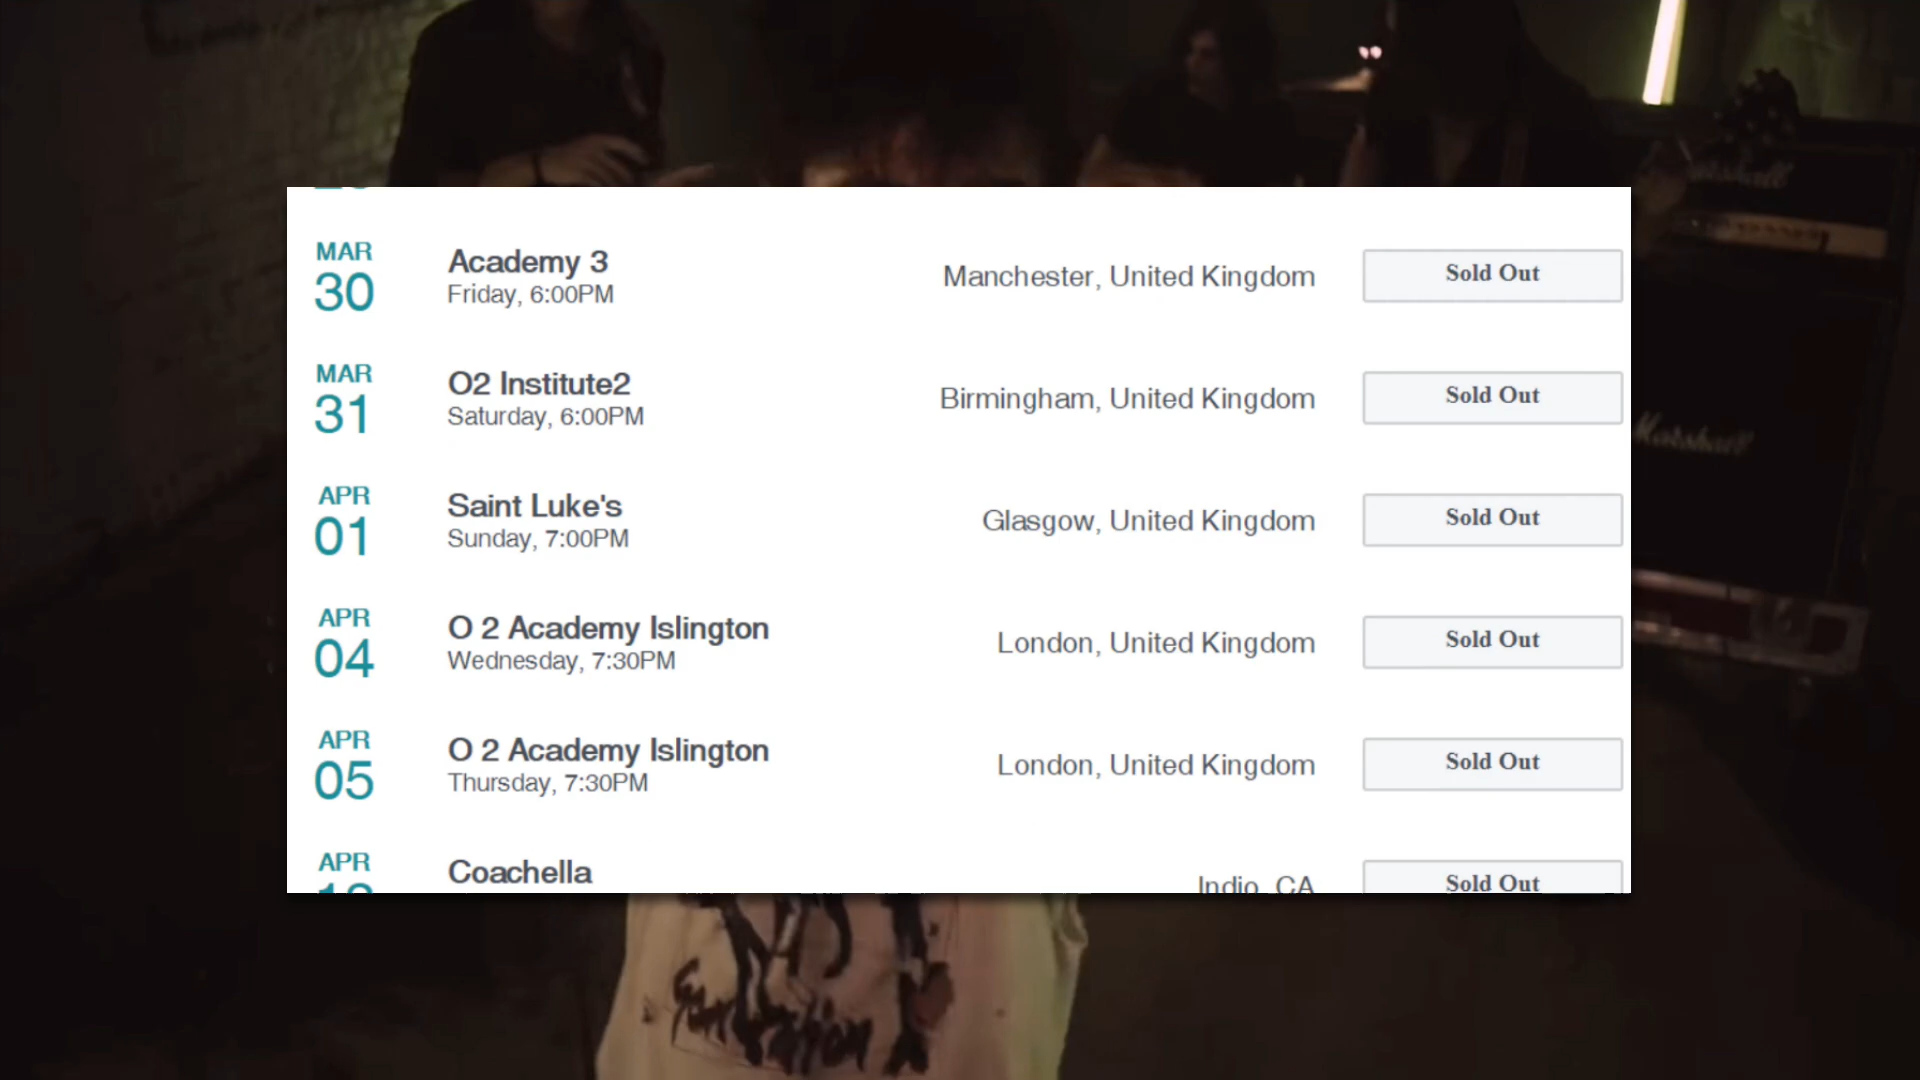 MAR
30
Academy 3
Friday, 6:00PM
Manchester, United Kingdom
Sold Out
MAR
31
O2 Institute2
Saturday, 6:00PM
Birmingham, United Kingdom
Sold Out
APR
01
Saint Luke's
Sunday, 7:00PM
Glasgow, United Kingdom
Sold Out
APR
04
O 2 Academy Islington
Wednesday, 7:30PM
London, United Kingdom
Sold Out
APR
05
O 2 Academy Islington
Thursday, 7:30PM
London, United Kingdom
Sold Out
APR
Coachella
Indio, CA
Sold Out
Marshall
Marshall
Generation X